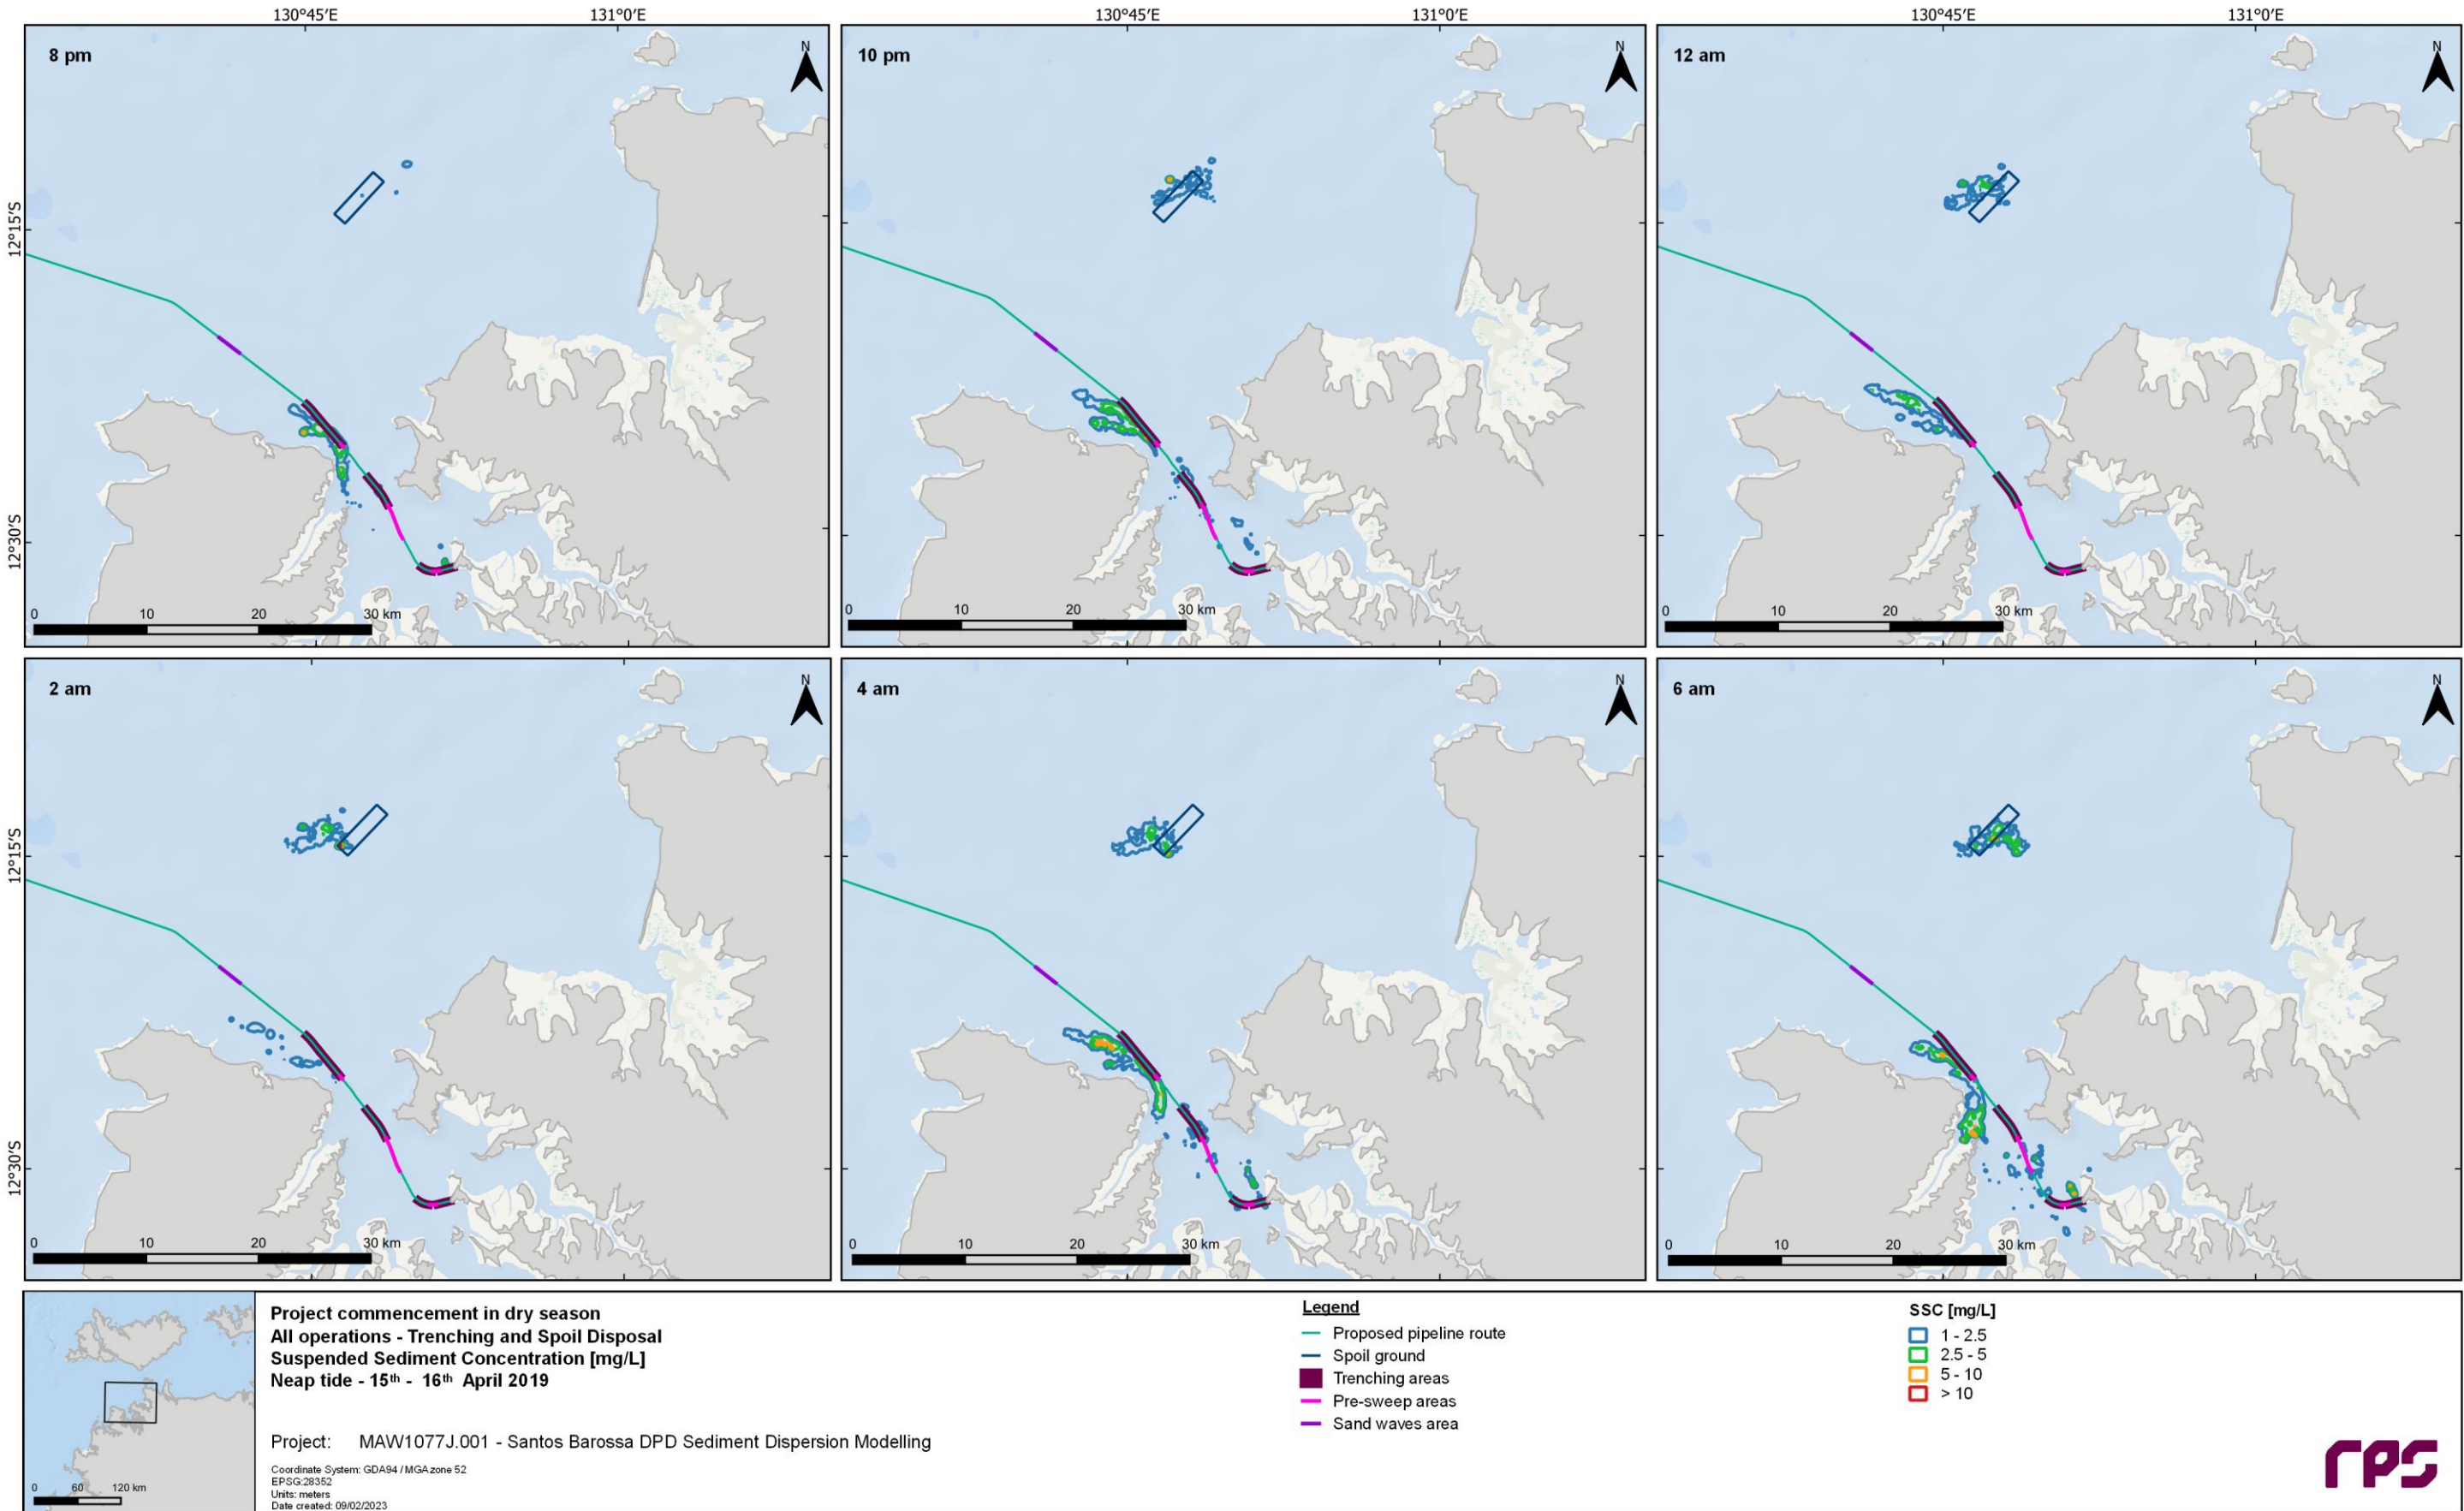 130°45'E 131°0'E 130°45'E 131°0'E 130°45'E 131°0'E
8 pm N 10 pm N 12 am N
12°15'S
12°30'S
0 10 20 30 km 0 10 20 30 km 0 10 20 30 km
2 am N 4 am N 6 am N
12°15'S
12°30'S
0 10 20 30 km 0 10 20 30 km 0 10 20 30 km
0 60 120 km
Project commencement in dry season
All operations - Trenching and Spoil Disposal
Suspended Sediment Concentration [mg/L]
Neap tide - 15th - 16th April 2019
Project: MAW1077J.001 - Santos Barossa DPD Sediment Dispersion Modelling
Coordinate System: GDA94 / MGA zone 52
EPSG:28352
Units: meters
Date created: 09/02/2023
Legend
Proposed pipeline route
Spoil ground
Trenching areas
Pre-sweep areas
Sand waves area
SSC [mg/L]
1 - 2.5
2.5 - 5
5 - 10
> 10
rps